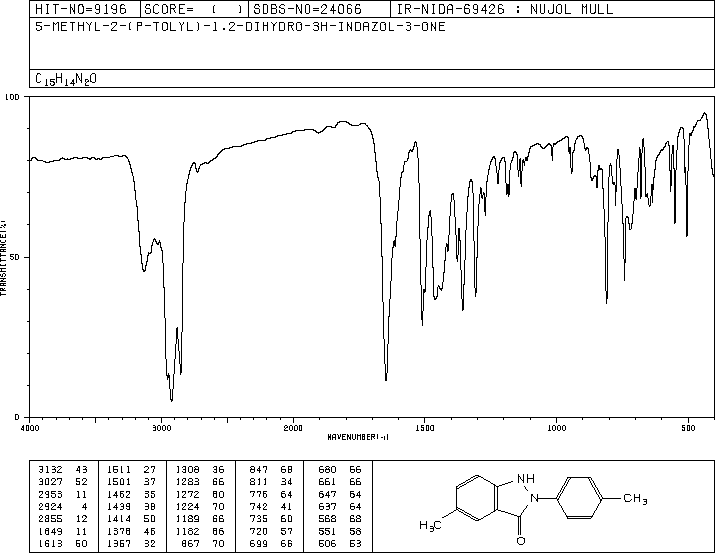 HIT-NO=9196 SCORE= ( ) SDBS-NO=24066 IR-NIDA-69426 : NUJOL MULL
5-METHYL-2-(P-TOLYL)-1.2-DIHYDRO-3H-INDAZOL-3-ONE
C15H14N2O
100
50
0
TRANSMITTANCE(%)
4000 3000 2000 1500 1000 500
WAVENUMBER(-1)
3132 43 1511 27 1308 36 847 68 680 66
3027 52 1501 37 1283 66 811 34 661 66
2953 11 1462 35 1272 60 776 64 647 64
2924 4 1439 38 1224 70 742 41 637 64
2855 12 1414 50 1189 66 735 60 568 68
1649 11 1378 46 1182 66 720 57 551 58
1613 60 1357 32 867 70 699 66 506 53
NH
N
CH3
H3C
O